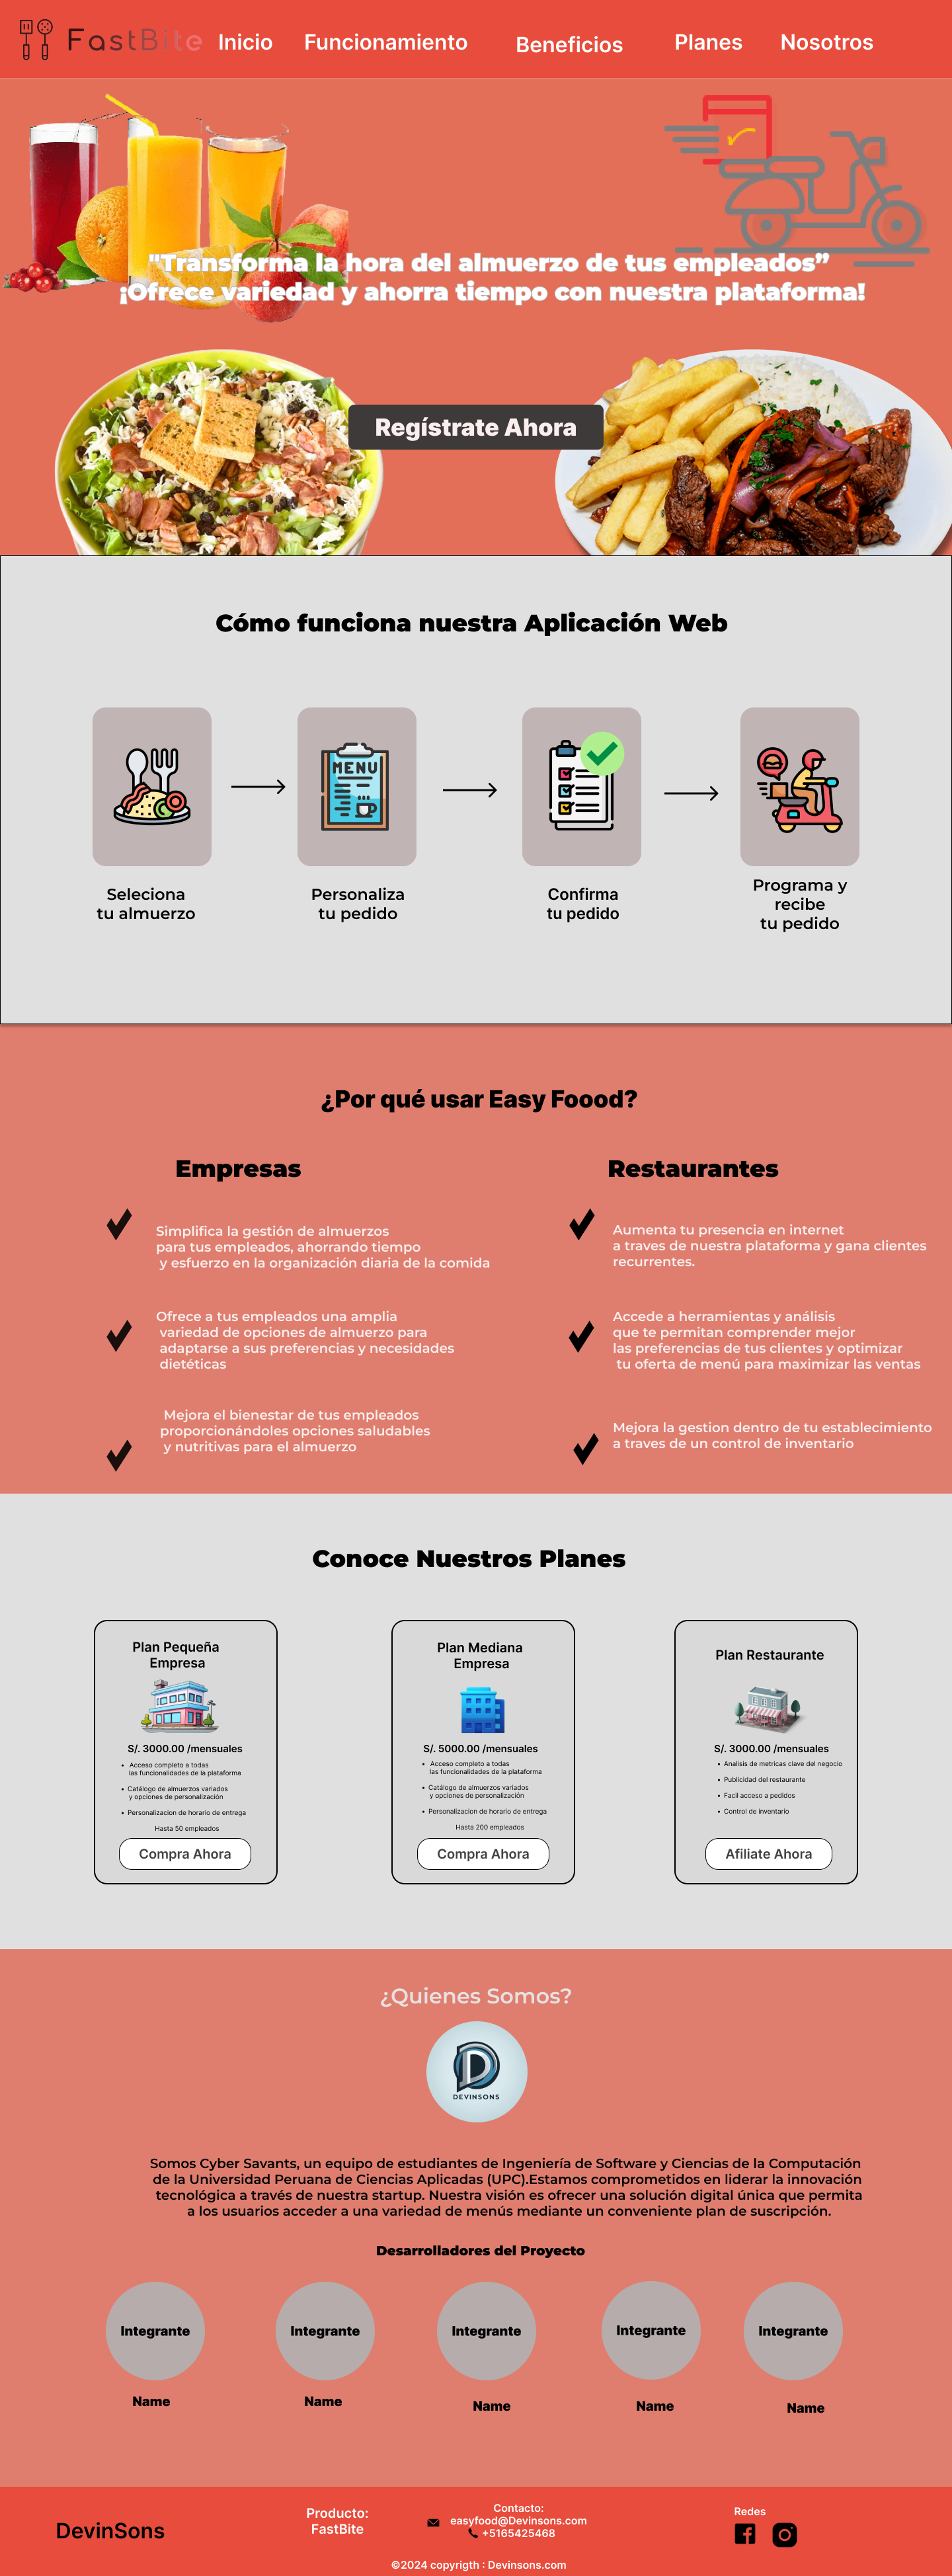 FastBite
Inicio
Funcionamiento
Beneficios
Planes
Nosotros
"Transforma la hora del almuerzo de tus empleados”
¡Ofrece variedad y ahorra tiempo con nuestra plataforma!
Regístrate Ahora
Cómo funciona nuestra Aplicación Web
MENU
Seleciona
tu almuerzo
Personaliza
tu pedido
Confirma
tu pedido
Programa y
recibe
tu pedido
¿Por qué usar Easy Foood?
Empresas
Simplifica la gestión de almuerzos
para tus empleados, ahorrando tiempo
y esfuerzo en la organización diaria de la comida
Ofrece a tus empleados una amplia
variedad de opciones de almuerzo para
adaptarse a sus preferencias y necesidades
dietéticas
Mejora el bienestar de tus empleados
proporcionándoles opciones saludables
y nutritivas para el almuerzo
Restaurantes
Aumenta tu presencia en internet
a traves de nuestra plataforma y gana clientes
recurrentes.
Accede a herramientas y análisis
que te permitan comprender mejor
las preferencias de tus clientes y optimizar
tu oferta de menú para maximizar las ventas
Mejora la gestion dentro de tu establecimiento
a traves de un control de inventario
Conoce Nuestros Planes
Plan Pequeña
Empresa
S/. 3000.00 /mensuales
• Acceso completo a todas
las funcionalidades de la plataforma
• Catálogo de almuerzos variados
y opciones de personalización
• Personalizacion de horario de entrega
Hasta 50 empleados
Compra Ahora
Plan Mediana
Empresa
S/. 5000.00 /mensuales
• Acceso completo a todas
las funcionalidades de la plataforma
• Catálogo de almuerzos variados
y opciones de personalización
• Personalizacion de horario de entrega
Hasta 200 empleados
Compra Ahora
Plan Restaurante
S/. 3000.00 /mensuales
• Analisis de metricas clave del negocio
• Publicidad del restaurante
• Facil acceso a pedidos
• Control de inventario
Afiliate Ahora
¿Quienes Somos?
DEVINSONS
Somos Cyber Savants, un equipo de estudiantes de Ingeniería de Software y Ciencias de la Computación
de la Universidad Peruana de Ciencias Aplicadas (UPC).Estamos comprometidos en liderar la innovación
tecnológica a través de nuestra startup. Nuestra visión es ofrecer una solución digital única que permita
a los usuarios acceder a una variedad de menús mediante un conveniente plan de suscripción.
Desarrolladores del Proyecto
Integrante
Integrante
Integrante
Integrante
Integrante
Name
Name
Name
Name
Name
DevinSons
Producto:
FastBite
Contacto:
easyfood@Devinsons.com
+5165425468
Redes
©2024 copyrigth : Devinsons.com